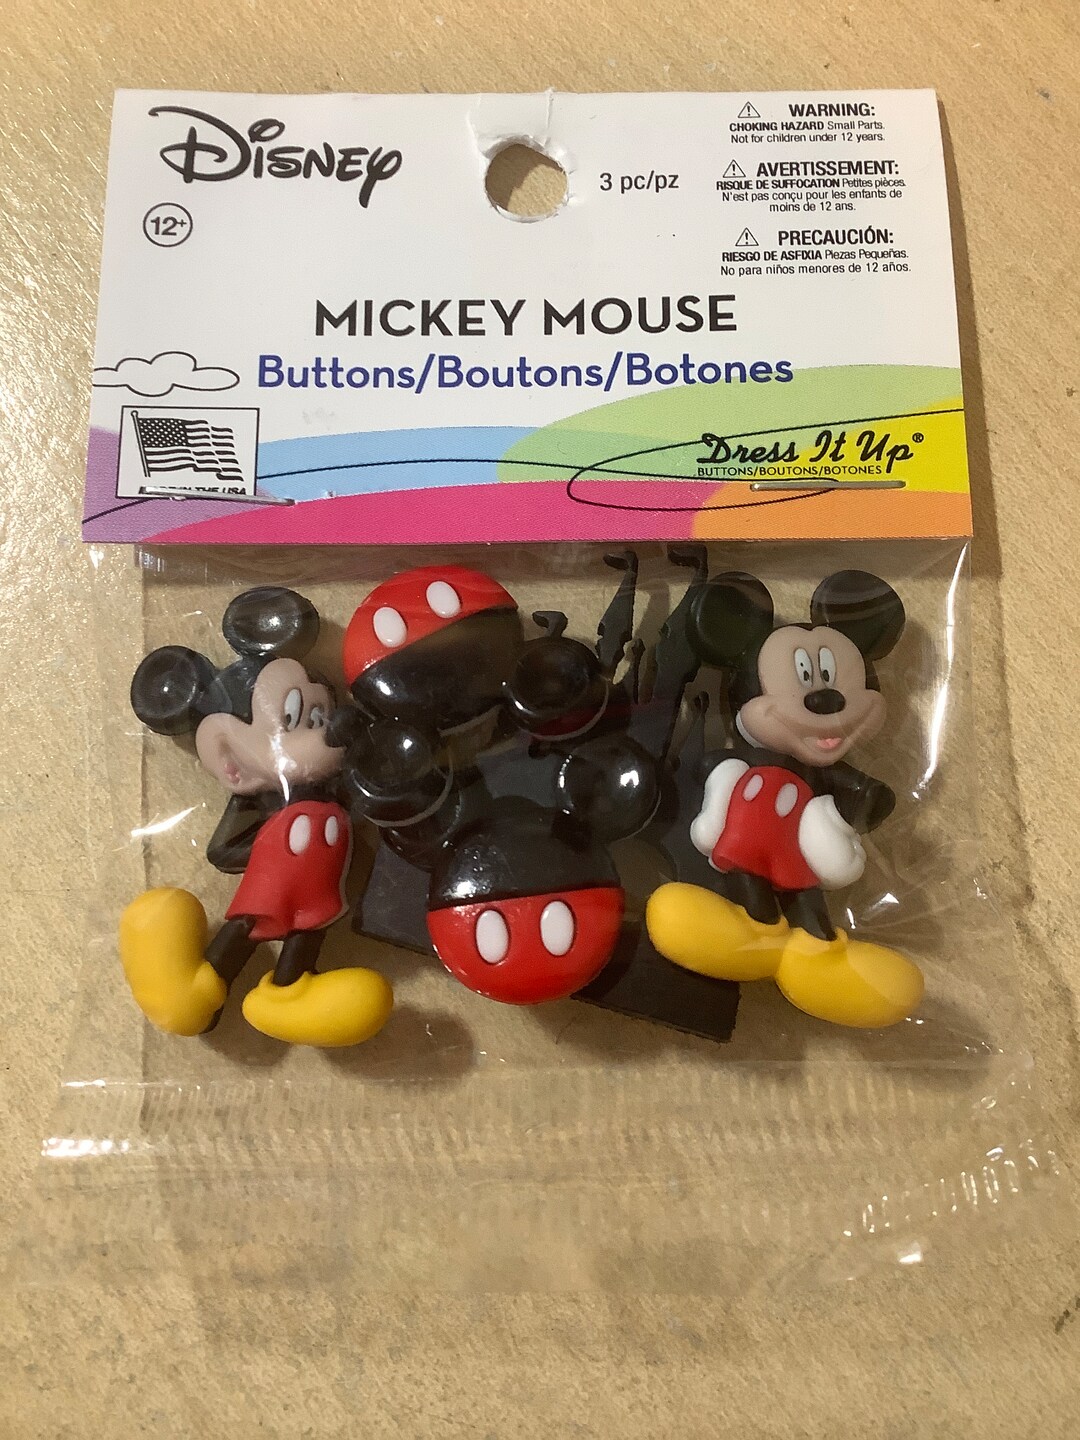 Disney
12+
3 pc/pz
WARNING:
CHOKING HAZARD Small Parts.
Not for children under 12 years.
AVERTISSEMENT:
RISQUE DE SUFFOCATION Petites pièces.
N'est pas conçu pour les enfants de
moins de 12 ans.
PRECAUCIÓN:
RIESGO DE ASFIXIA Piezas Pequeñas.
No para niños menores de 12 años.
MICKEY MOUSE
Buttons/Boutons/Botones
IN THE USA
Dress It Up®
BUTTONS/BOUTONS/BOTONES